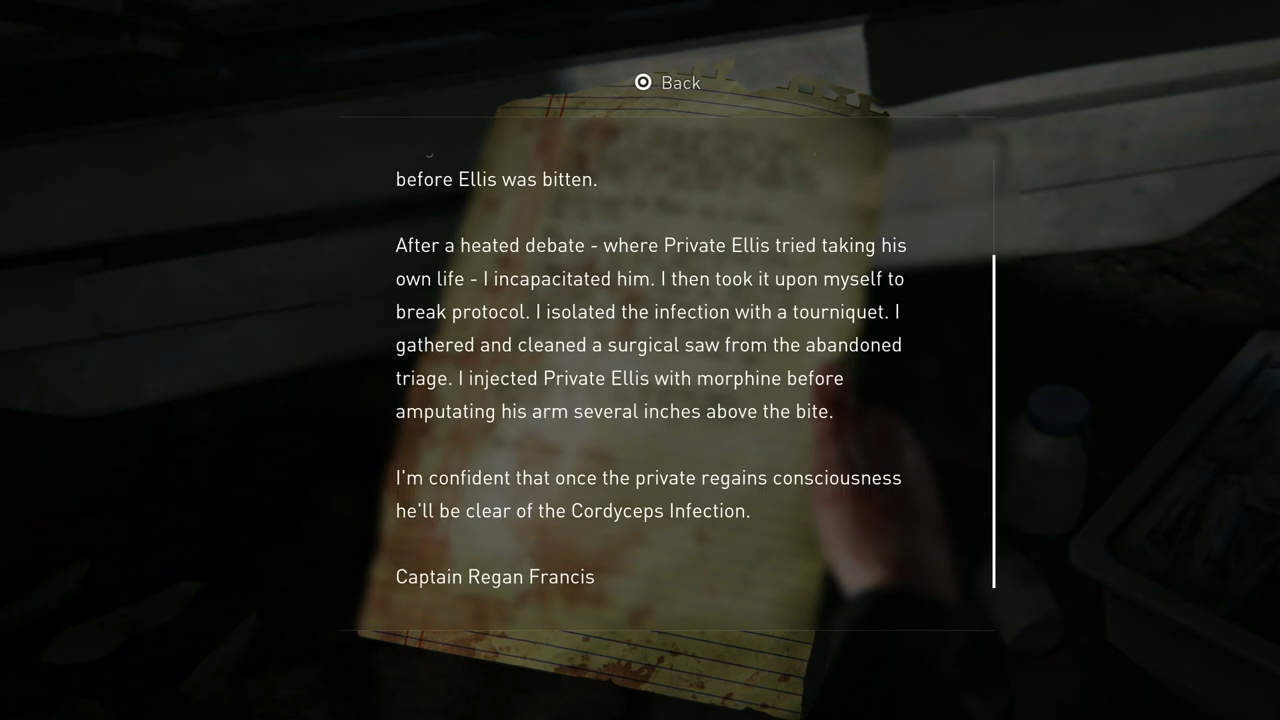 Back
before Ellis was bitten.
After a heated debate - where Private Ellis tried taking his
own life - I incapacitated him. I then took it upon myself to
break protocol. I isolated the infection with a tourniquet. I
gathered and cleaned a surgical saw from the abandoned
triage. I injected Private Ellis with morphine before
amputating his arm several inches above the bite.
I'm confident that once the private regains consciousness
he'll be clear of the Cordyceps Infection.
Captain Regan Francis